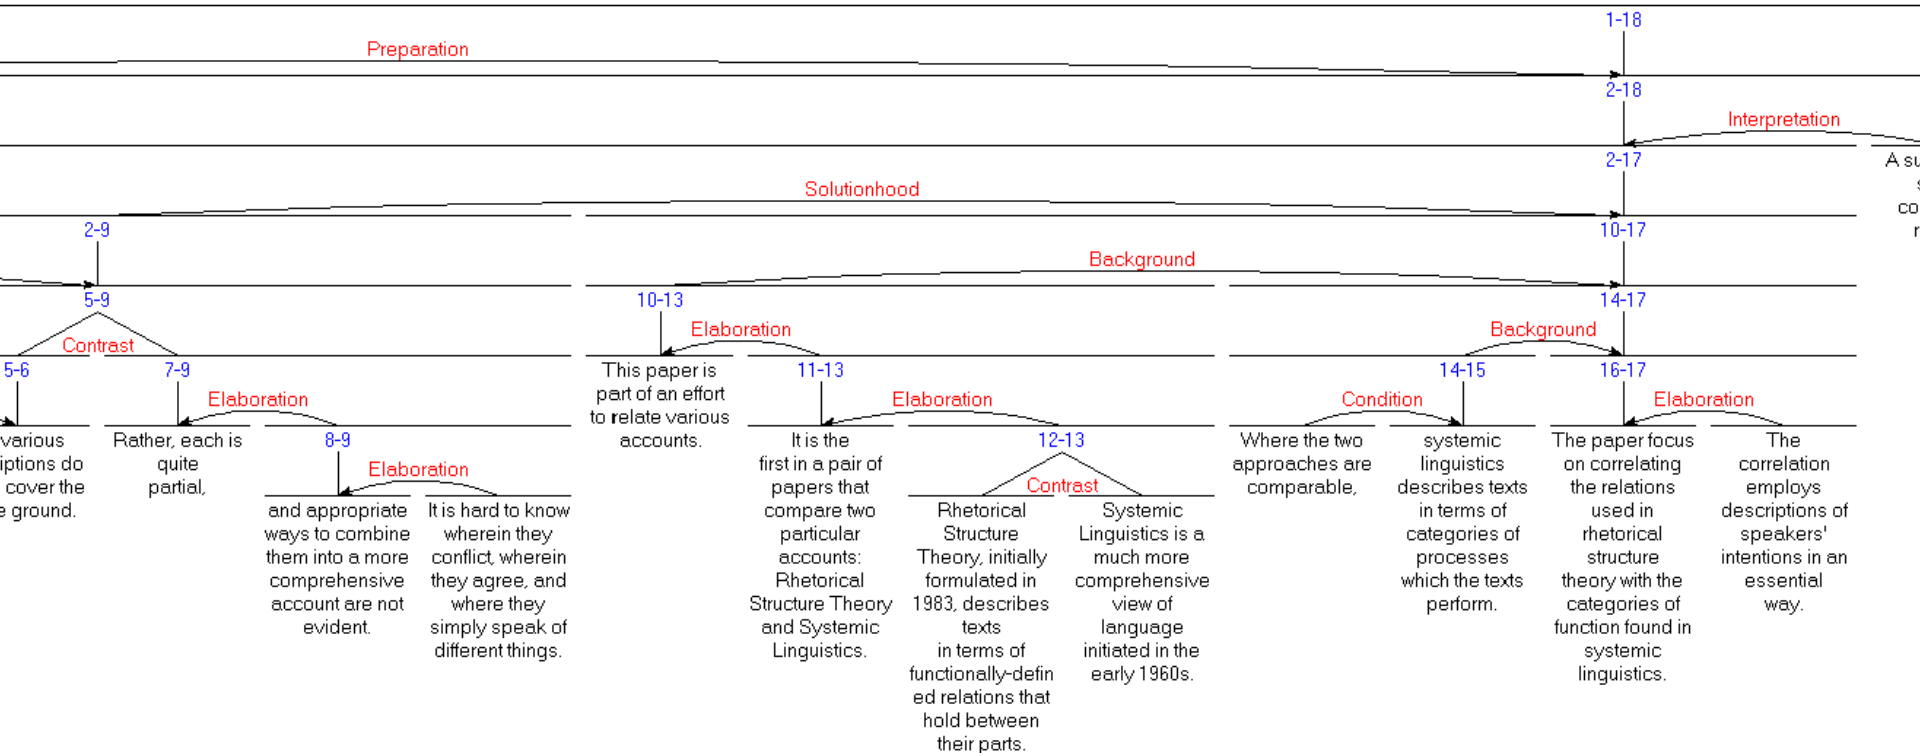 1-18
Preparation
2-18
Interpretation
2-17
Solutionhood
2-9
10-17
Background
5-9
10-13
14-17
Contrast
Elaboration
Background
5-6
7-9
11-13
14-15
16-17
Elaboration
Elaboration
Condition
Elaboration
8-9
12-13
Elaboration
Contrast
various
do
cover the
ground.
Rather, each is
quite
partial,
and appropriate
ways to combine
them into a more
comprehensive
account are not
evident.
It is hard to know
wherein they
conflict, wherein
they agree, and
where they
simply speak of
different things.
This paper is
part of an effort
to relate various
accounts.
It is the
first in a pair of
papers that
compare two
particular
accounts:
Rhetorical
Structure Theory
and Systemic
Linguistics.
Rhetorical
Structure
Theory, initially
formulated in
1983, describes
texts
in terms of
functionally-defin
ed relations that
hold between
their parts.
Systemic
Linguistics is a
much more
comprehensive
view of
language
initiated in the
early 1960s.
Where the two
approaches are
comparable,
systemic
linguistics
describes texts
in terms of
categories of
processes
which the texts
perform.
The paper focus
on correlating
the relations
used in
rhetorical
structure
theory with the
categories of
function found in
systemic
linguistics.
The
correlation
employs
descriptions of
speakers'
intentions in an
essential
way.
A